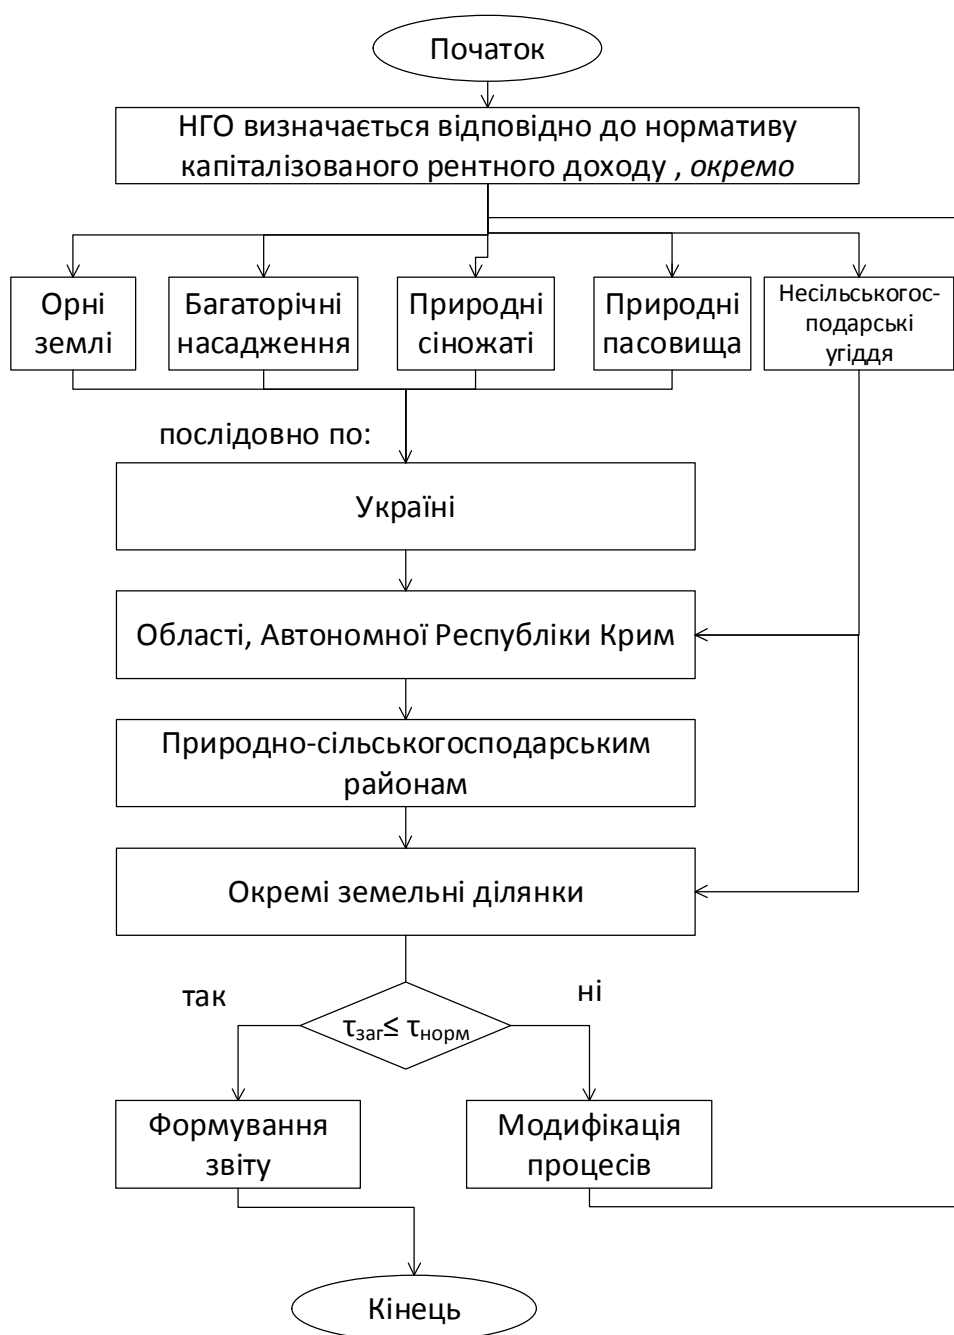 Початок
НГО визначається відповідно до нормативу
капіталізованого рентного доходу , окремо
Орні
землі
Багаторічні
насадження
Природні
сіножаті
Природні
пасовища
Несільськогос-
подарські
угіддя
послідовно по:
Україні
Області, Автономної Республіки Крим
Природно-сільськогосподарським
районам
Окремі земельні ділянки
так
ні
τзаг≤ τнорм
Формування
звіту
Модифікація
процесів
Кінець